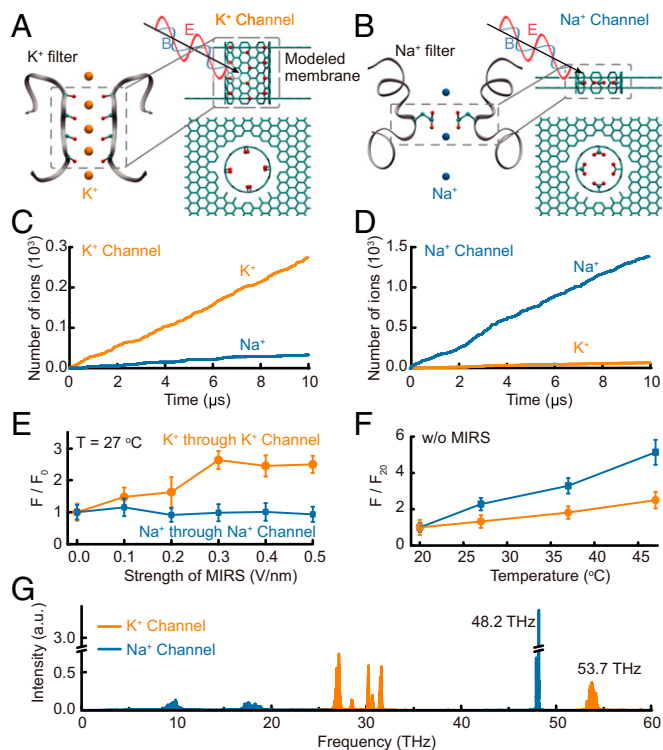 A
K⁺ Channel
K⁺ filter
B
E
Modeled membrane
K⁺
B
Na⁺ Channel
Na⁺ filter
B
E
Na⁺
C
K⁺ Channel
K⁺
Na⁺
Number of ions (10³)
0.3
0.2
0.1
0.0
0 2 4 6 8 10
Time (µs)
D
Na⁺ Channel
Na⁺
K⁺
Number of ions (10³)
1.5
1.0
0.5
0.0
0 2 4 6 8 10
Time (µs)
E
T = 27 °C
K⁺ through K⁺ Channel
Na⁺ through Na⁺ Channel
F / F₀
3
2
1
0
0.0 0.1 0.2 0.3 0.4 0.5
Strength of MIRS (V/nm)
F
w/o MIRS
F / F₂₀
6
4
2
0
20 25 30 35 40 45
Temperature (°C)
G
K⁺ Channel
Na⁺ Channel
48.2 THz
53.7 THz
Intensity (a.u.)
3.0
0.5
0.0
0 10 20 30 40 50 60
Frequency (THz)